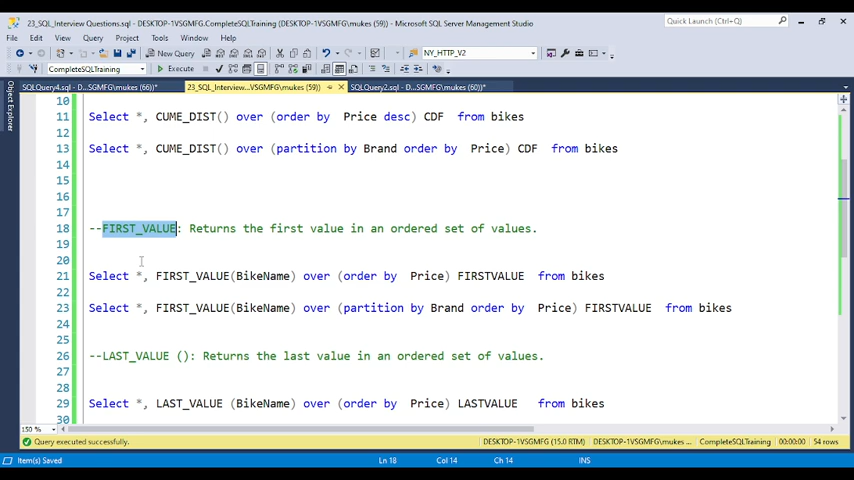 23_SQL_Interview Questions.sql - DESKTOP-1VSGMFG.CompleteSQLTraining (DESKTOP-1VSGMFG\mukes (59)) - Microsoft SQL Server Management Studio
Quick Launch (Ctrl+Q)
File Edit View Query Project Tools Window Help
New Query NY_HTTP_V2
CompleteSQLTraining Execute
SQLQuery4.sql - D...SGMFG\mukes (66))* 23_SQL_Interview...VSGMFG\mukes (59)) SQLQuery2.sql - D...SGMFG\mukes (60))*
Object Explorer
10
11 Select *, CUME_DIST() over (order by Price desc) CDF from bikes
12
13 Select *, CUME_DIST() over (partition by Brand order by Price) CDF from bikes
14
15
16
17
18 --FIRST_VALUE: Returns the first value in an ordered set of values.
19
20
21 Select *, FIRST_VALUE(BikeName) over (order by Price) FIRSTVALUE from bikes
22
23 Select *, FIRST_VALUE(BikeName) over (partition by Brand order by Price) FIRSTVALUE from bikes
24
25
26 --LAST_VALUE (): Returns the last value in an ordered set of values.
27
28
29 Select *, LAST_VALUE (BikeName) over (order by Price) LASTVALUE from bikes
30
150 %
Query executed successfully. DESKTOP-1VSGMFG (15.0 RTM) DESKTOP-1VSGMFG\mukes ... CompleteSQLTraining 00:00:00 54 rows
Item(s) Saved Ln 18 Col 14 Ch 14 INS